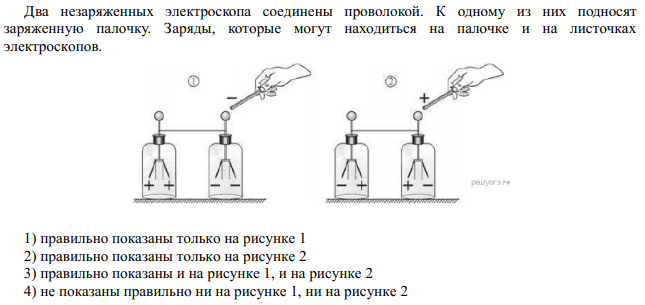 Два незаряженных электроскопа соединены проволокой. К одному из них подносят
заряженную палочку. Заряды, которые могут находиться на палочке и на листочках
электроскопов.
① ②
− +
+ + − − − − + +
решуогэ.рф
1) правильно показаны только на рисунке 1
2) правильно показаны только на рисунке 2
3) правильно показаны и на рисунке 1, и на рисунке 2
4) не показаны правильно ни на рисунке 1, ни на рисунке 2